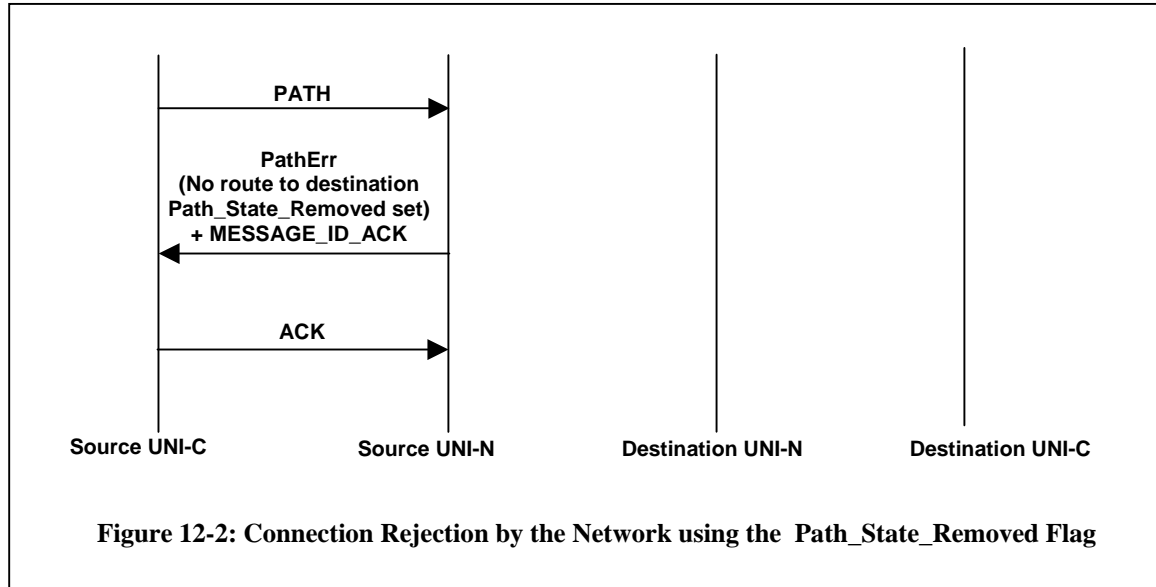 PATH
PathErr
(No route to destination
Path_State_Removed set)
+ MESSAGE_ID_ACK
ACK
Source UNI-C
Source UNI-N
Destination UNI-N
Destination UNI-C
Figure 12-2: Connection Rejection by the Network using the Path_State_Removed Flag